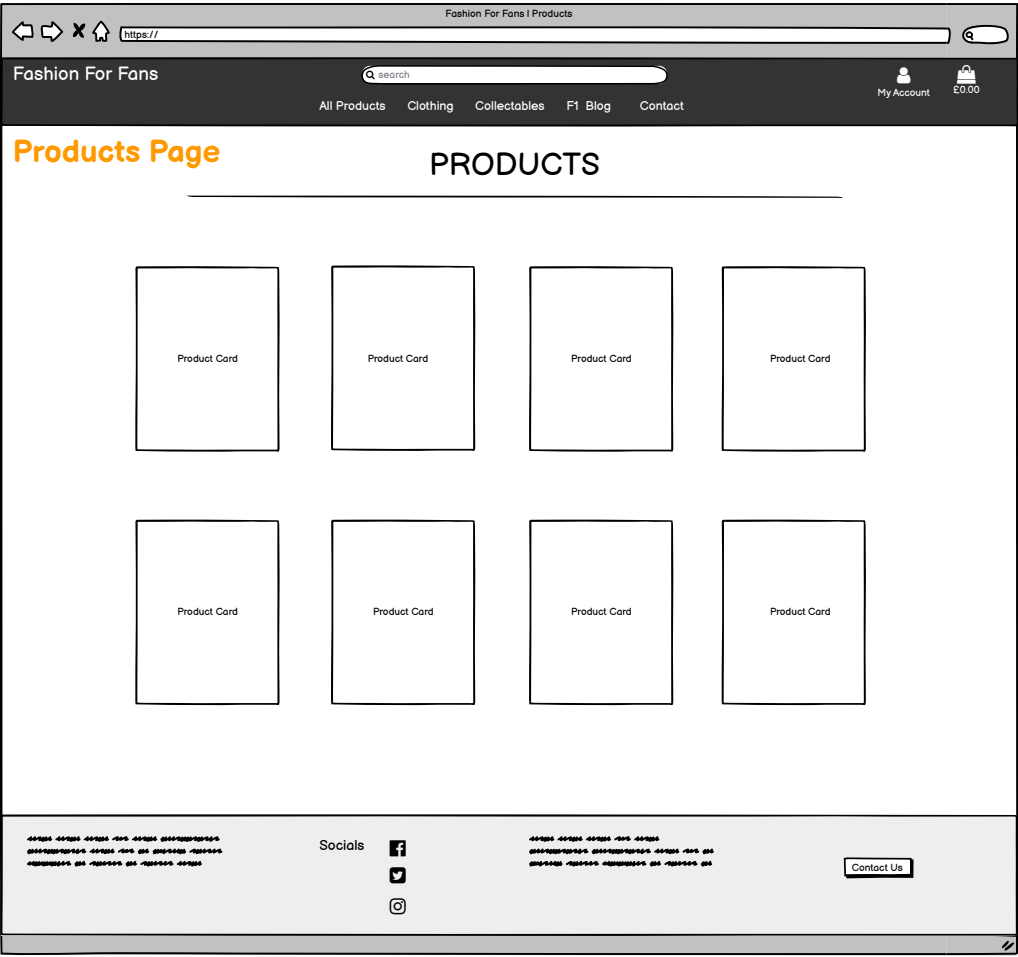 Fashion For Fans | Products
https://
Fashion For Fans
search
My Account
£0.00
All Products Clothing Collectables F1 Blog Contact
Products Page
PRODUCTS
Product Card Product Card Product Card Product Card
Product Card Product Card Product Card Product Card
Socials
Contact Us